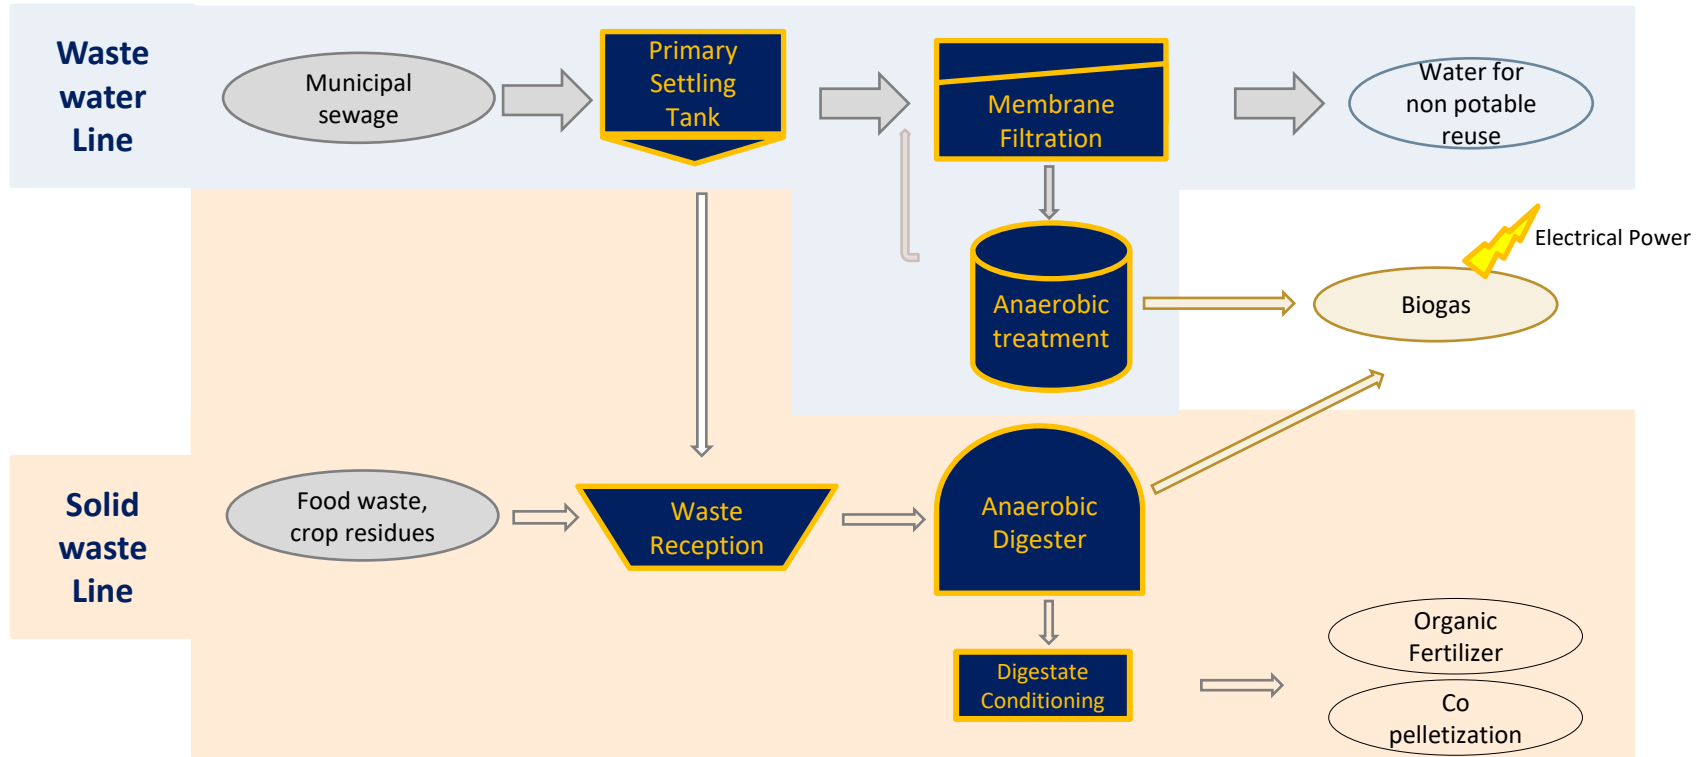 Waste
water
Line
Municipal
sewage
Primary
Settling
Tank
Membrane
Filtration
Water for
non potable
reuse
Electrical Power
Anaerobic
treatment
Biogas
Solid
waste
Line
Food waste,
crop residues
Waste
Reception
Anaerobic
Digester
Digestate
Conditioning
Organic
Fertilizer
Co
pelletization